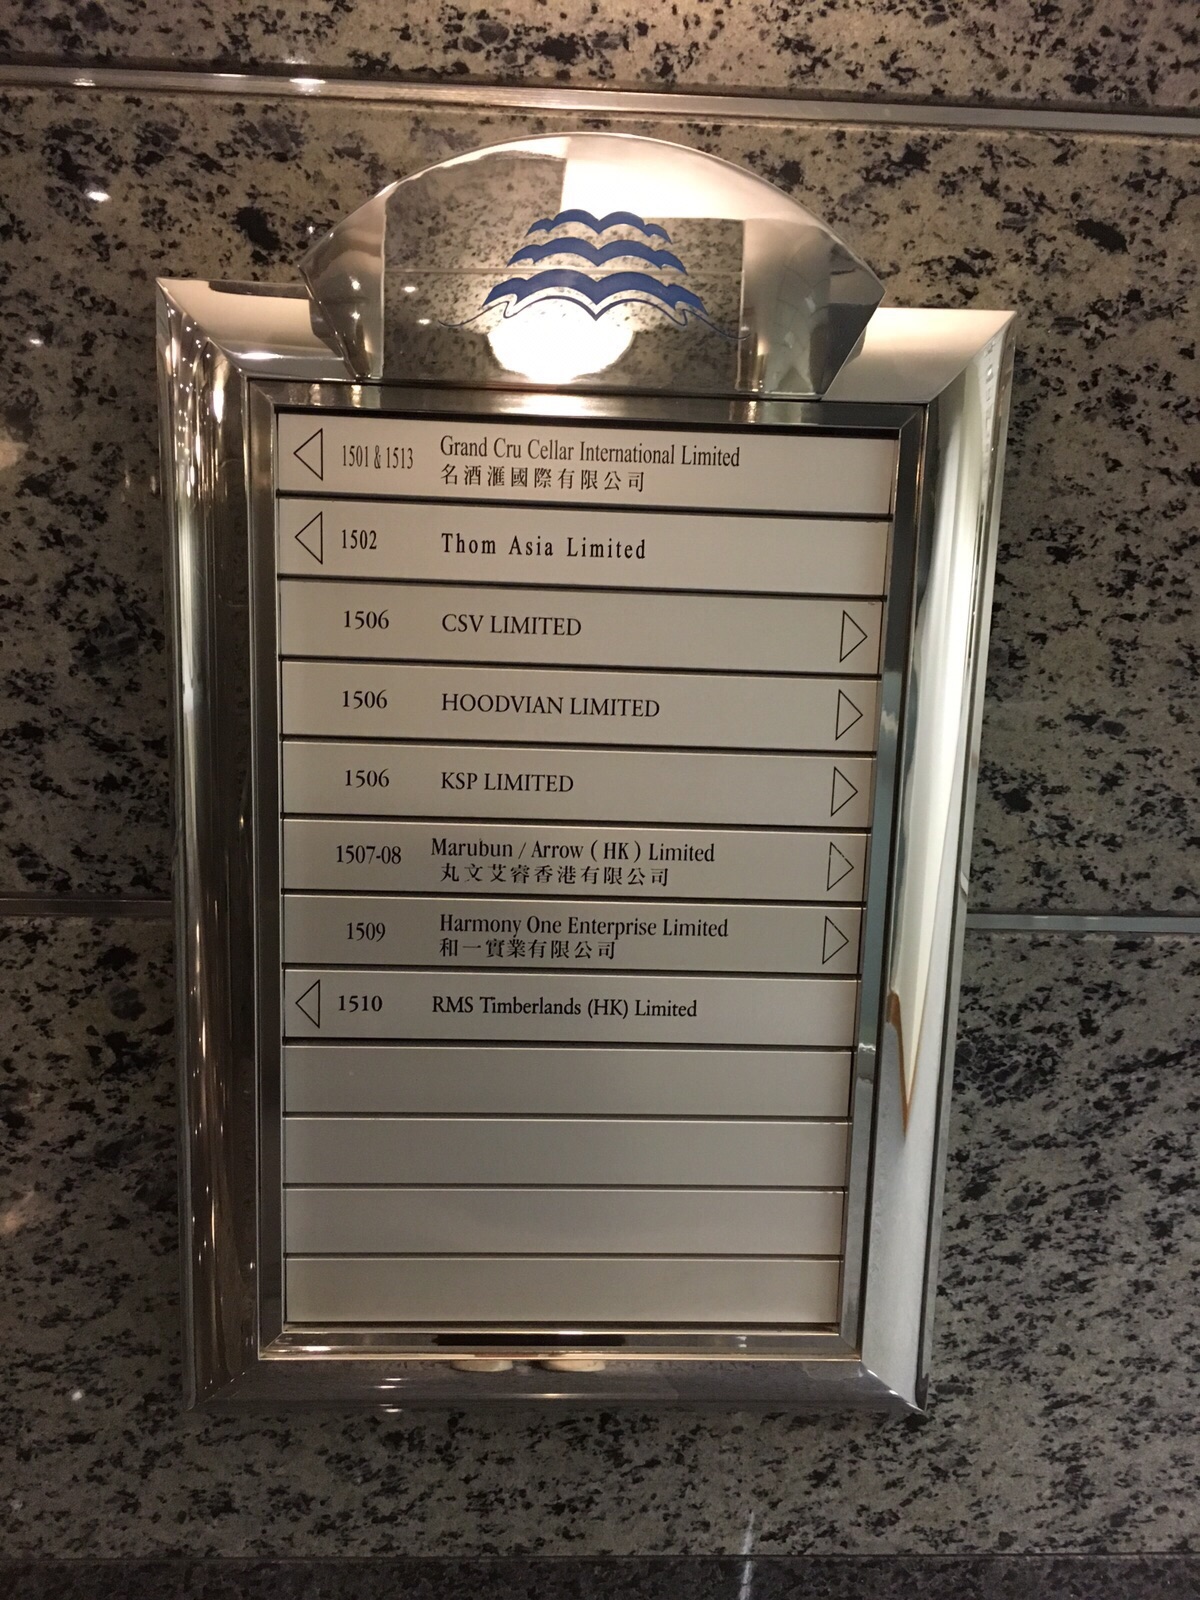 1501 & 1513 Grand Cru Cellar International Limited
名酒滙國際有限公司
1502 Thom Asia Limited
1506 CSV LIMITED
1506 HOODVIAN LIMITED
1506 KSP LIMITED
1507-08 Marubun / Arrow ( HK ) Limited
丸文艾睿香港有限公司
1509 Harmony One Enterprise Limited
和一實業有限公司
1510 RMS Timberlands (HK) Limited